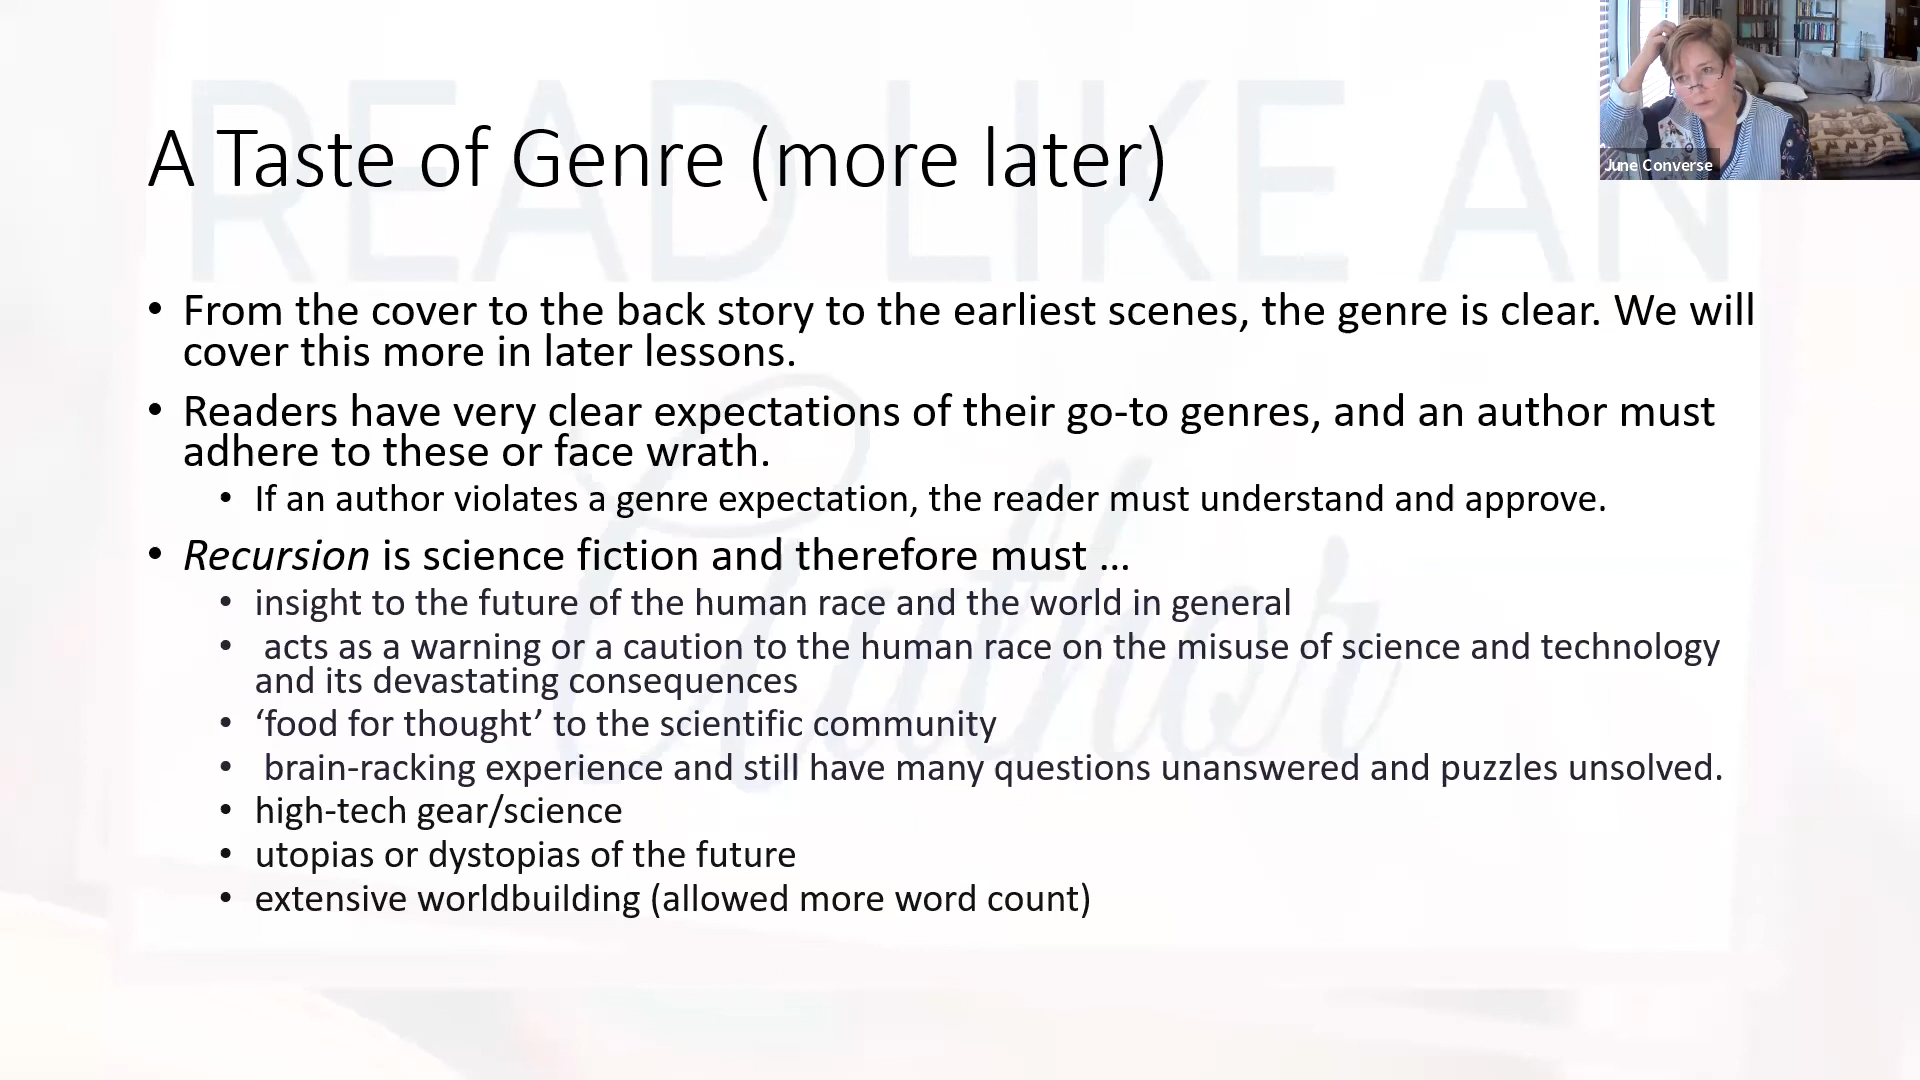 READ LIKE AN
Author
June Converse
A Taste of Genre (more later)
• From the cover to the back story to the earliest scenes, the genre is clear. We will
cover this more in later lessons.
• Readers have very clear expectations of their go-to genres, and an author must
adhere to these or face wrath.
• If an author violates a genre expectation, the reader must understand and approve.
• Recursion is science fiction and therefore must ...
• insight to the future of the human race and the world in general
• acts as a warning or a caution to the human race on the misuse of science and technology
and its devastating consequences
• ‘food for thought’ to the scientific community
• brain-racking experience and still have many questions unanswered and puzzles unsolved.
• high-tech gear/science
• utopias or dystopias of the future
• extensive worldbuilding (allowed more word count)